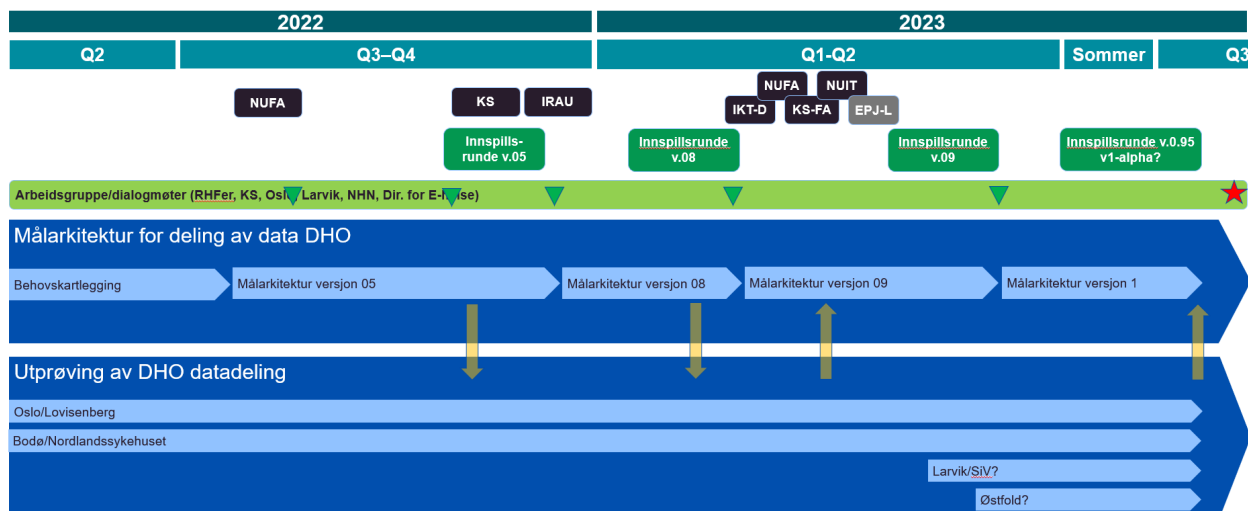 2022
2023
Q2
Q3–Q4
Q1-Q2
Sommer
Q3
NUFA
KS
IRAU
NUFA
NUIT
IKT-D
KS-FA
EPJ-L
Innspills-
runde v.05
Innspillsrunde
v.08
Innspillsrunde
v.09
Innspillsrunde v.0.95
v1-alpha?
Arbeidsgruppe/dialogmøter (RHFer, KS, Larvik, NHN, Dir. for
Målarkitektur for deling av data DHO
Behovskartlegging
Målarkitektur versjon 05
Målarkitektur versjon 08
Målarkitektur versjon 09
Målarkitektur versjon 1
Utprøving av DHO datadeling
Oslo/Lovisenberg
Bodø/Nordlandssykehuset
Larvik/SiV?
Østfold?